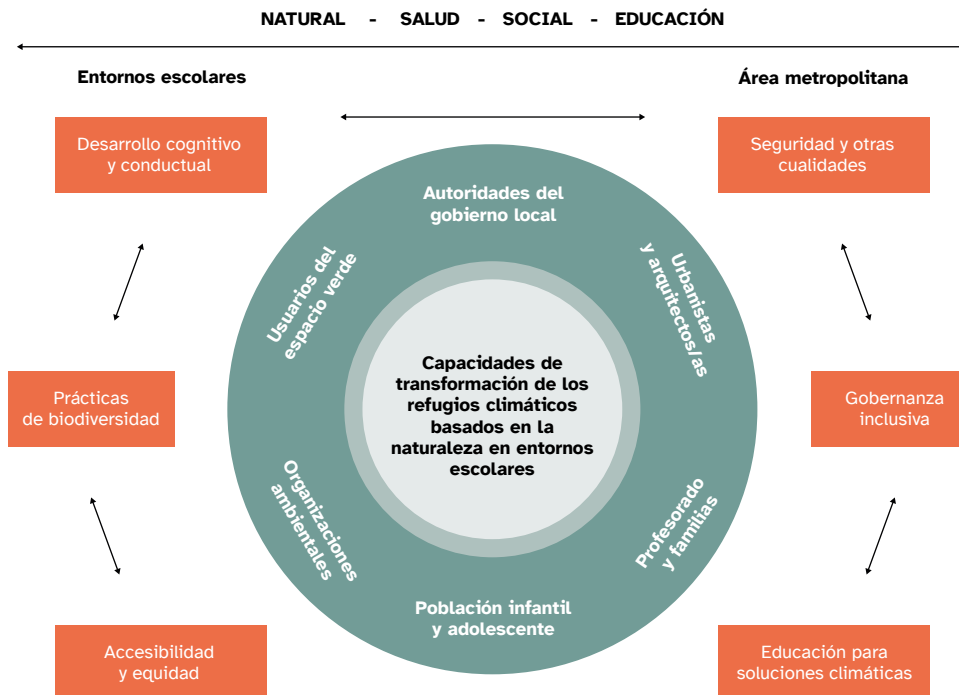 NATURAL - SALUD - SOCIAL - EDUCACIÓN
Entornos escolares
Área metropolitana
Desarrollo cognitivo
y conductual
Seguridad y otras
cualidades
Autoridades del
gobierno local
Usuarios del
espacio verde
Urbanistas
y arquitectos/as
Capacidades de
transformación de los
refugios climáticos
basados en la
naturaleza en entornos
escolares
Prácticas
de biodiversidad
Gobernanza
inclusiva
Organizaciones
ambientales
Profesorado
y familias
Población infantil
y adolescente
Accesibilidad
y equidad
Educación para
soluciones climáticas